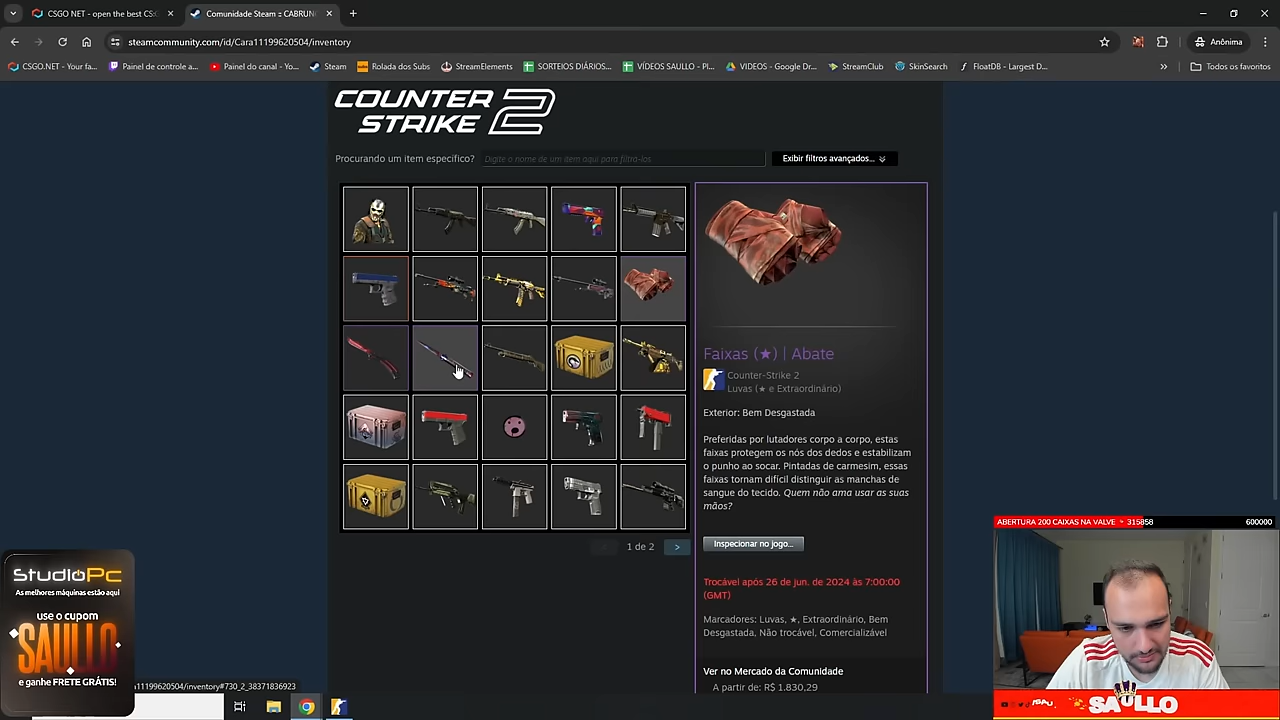 CSGO.NET - open the best CS:G
Comunidade Steam :: CABRUN
steamcommunity.com/id/Cara11199620504/inventory
Anônima
CSGO.NET - Your fa...
Painel de controle a...
Painel do canal - Yo...
Steam
Rolada dos Subs
StreamElements
SORTEIOS DIÁRIOS...
VÍDEOS SAULLO - Pl...
VIDEOS - Google Dr...
StreamClub
SkinSearch
FloatDB - Largest D...
Todos os favoritos
COUNTER
STRIKE 2
Procurando um item específico?
Digite o nome de um item aqui para filtrá-los
Exibir filtros avançados...
Faixas (★) | Abate
Counter-Strike 2
Luvas (★ e Extraordinário)
Exterior: Bem Desgastada
Preferidas por lutadores corpo a corpo, estas
faixas protegem os nós dos dedos e estabilizam
o punho ao socar. Pintadas de carmesim, essas
faixas tornam difícil distinguir as manchas de
sangue do tecido. Quem não ama usar as suas
mãos?
1 de 2
>
Inspecionar no jogo...
Trocável após 26 de jun. de 2024 às 7:00:00
(GMT)
Marcadores: Luvas, ★, Extraordinário, Bem
Desgastada, Não trocável, Comercializável
Ver no Mercado da Comunidade
A partir de: R$ 1.830,29
ABERTURA 200 CAIXAS NA VALVE > 315858
600000
STUDIOPC
As melhores máquinas estão aqui
use o cupom
SAULLO
e ganhe FRETE GRÁTIS!
a11199620504/inventory#730_2_38371836923
SAULLO